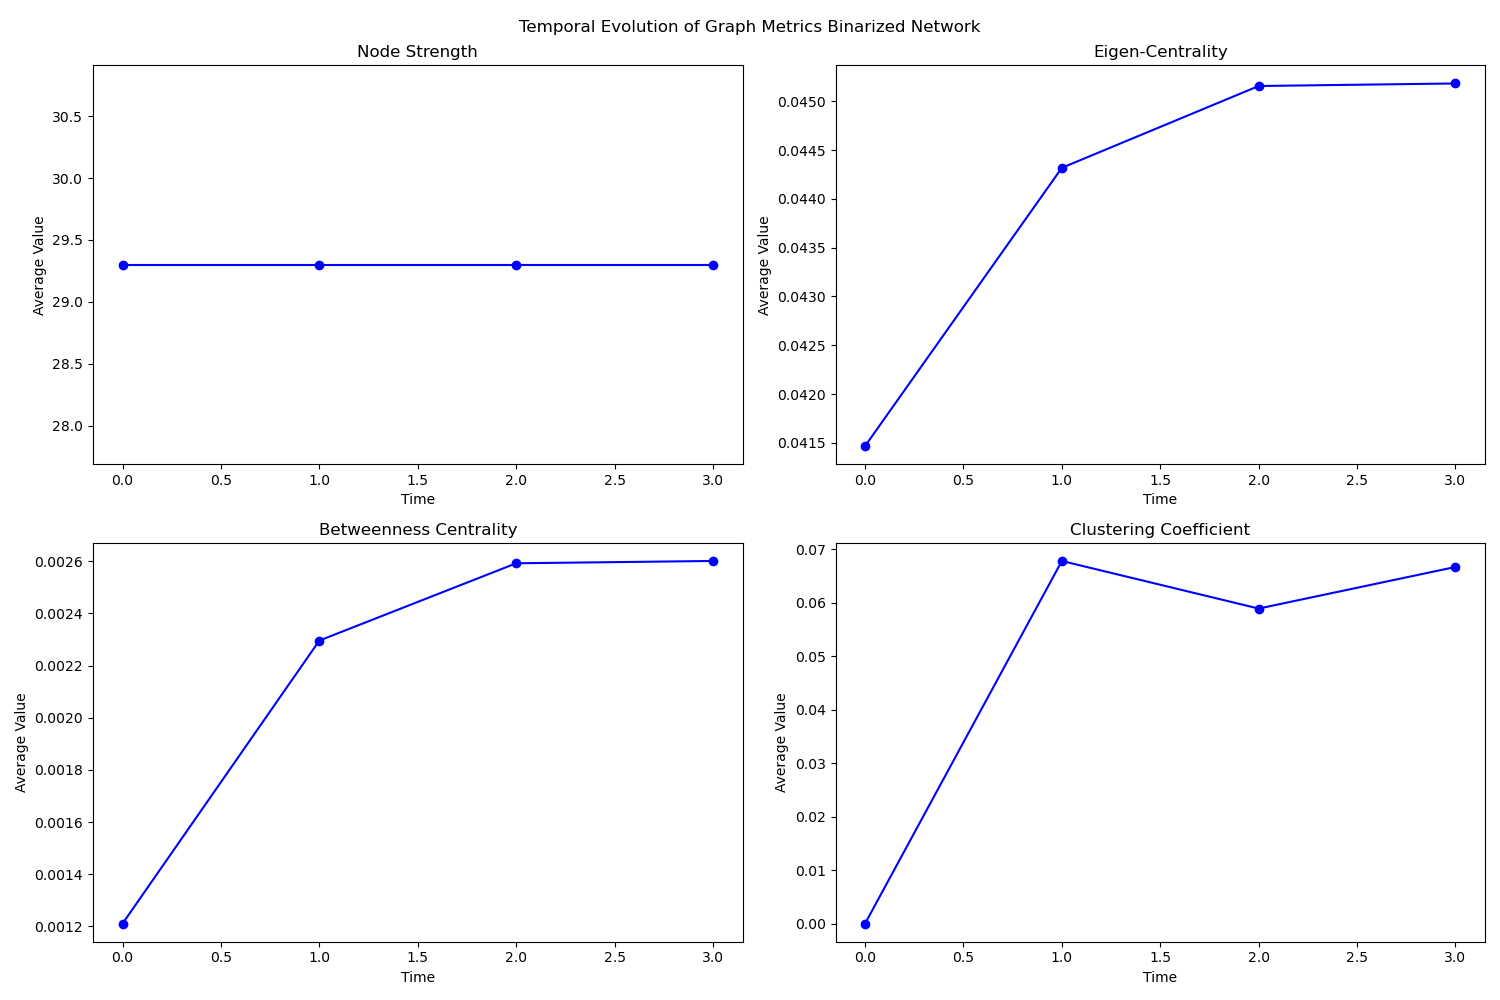 Temporal Evolution of Graph Metrics Binarized Network
Node Strength
Average Value
30.5
30.0
29.5
29.0
28.5
28.0
0.0 0.5 1.0 1.5 2.0 2.5 3.0
Time
Eigen-Centrality
Average Value
0.0450
0.0445
0.0440
0.0435
0.0430
0.0425
0.0420
0.0415
0.0 0.5 1.0 1.5 2.0 2.5 3.0
Time
Betweenness Centrality
Average Value
0.0026
0.0024
0.0022
0.0020
0.0018
0.0016
0.0014
0.0012
0.0 0.5 1.0 1.5 2.0 2.5 3.0
Time
Clustering Coefficient
Average Value
0.07
0.06
0.05
0.04
0.03
0.02
0.01
0.00
0.0 0.5 1.0 1.5 2.0 2.5 3.0
Time